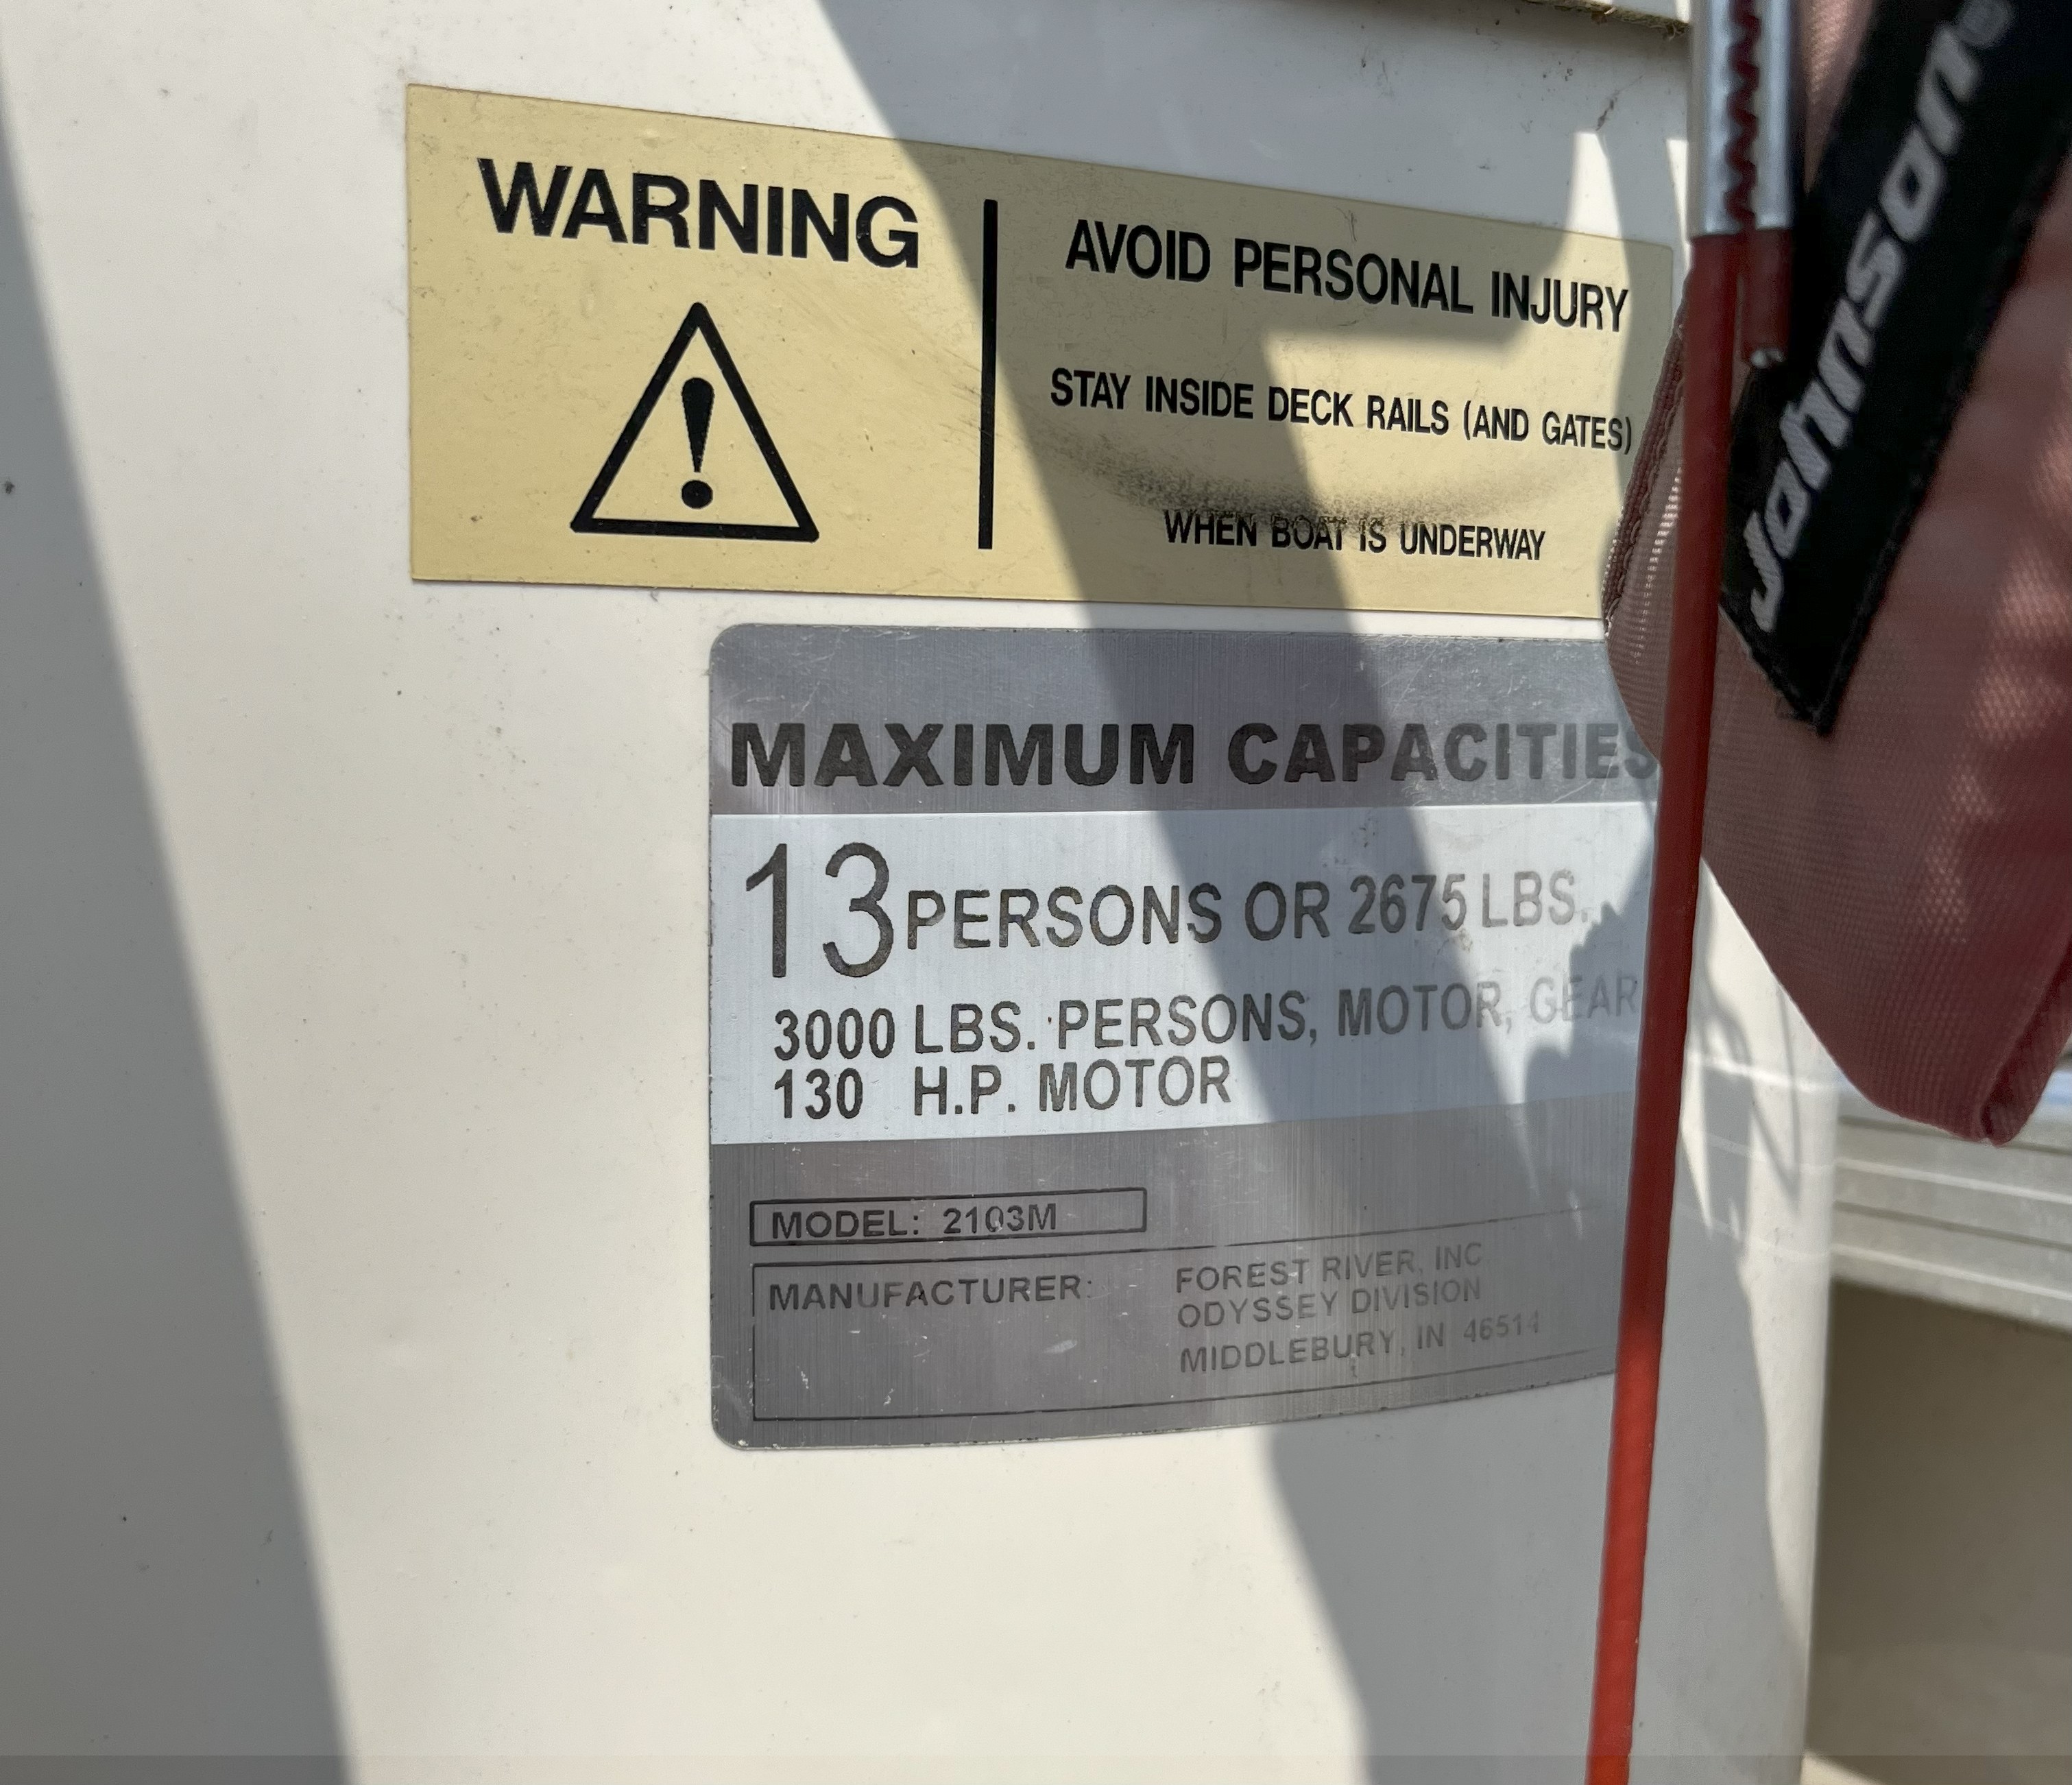 WARNING
AVOID PERSONAL INJURY
STAY INSIDE DECK RAILS (AND GATES)
WHEN BOAT IS UNDERWAY
Johnson
MAXIMUM CAPACITIES
13 PERSONS OR 2675 LBS.
3000 LBS. PERSONS, MOTOR, GEAR
130 H.P. MOTOR
MODEL: 2103M
MANUFACTURER: FOREST RIVER, INC.
ODYSSEY DIVISION
MIDDLEBURY, IN 46514